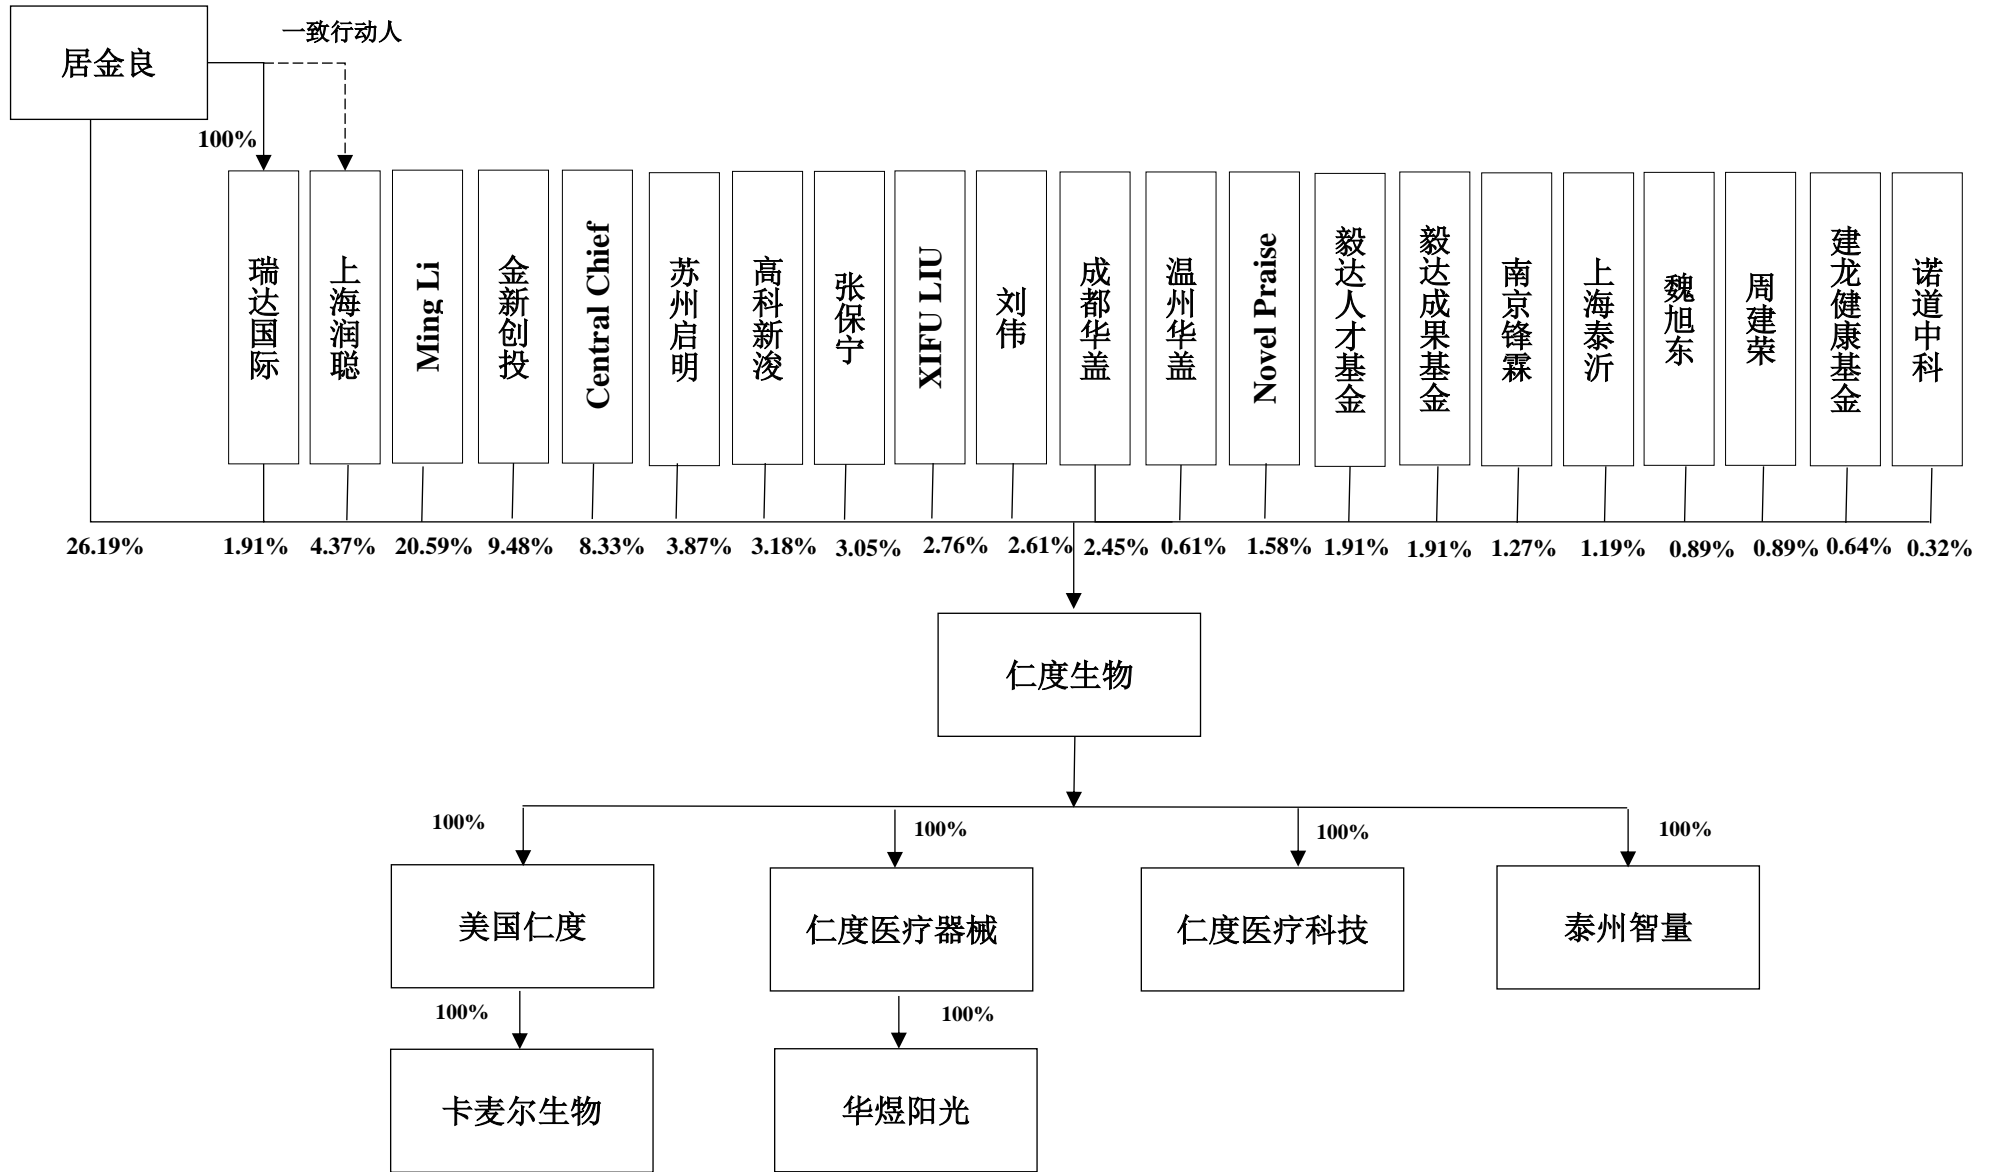 一致行动人
居金良
100%
瑞达国际
上海润聪
Ming Li
金新创投
Central Chief
苏州启明
高科新浚
张保宁
XIFU LIU
刘伟
成都华盖
温州华盖
Novel Praise
毅达人才基金
毅达成果基金
南京锋霖
上海泰沂
魏旭东
周建荣
建龙健康基金
诺道中科
26.19%
1.91%
4.37%
20.59%
9.48%
8.33%
3.87%
3.18%
3.05%
2.76%
2.61%
2.45%
0.61%
1.58%
1.91%
1.91%
1.27%
1.19%
0.89%
0.89%
0.64%
0.32%
仁度生物
100%
100%
100%
100%
美国仁度
仁度医疗器械
仁度医疗科技
泰州智量
100%
100%
卡麦尔生物
华煜阳光